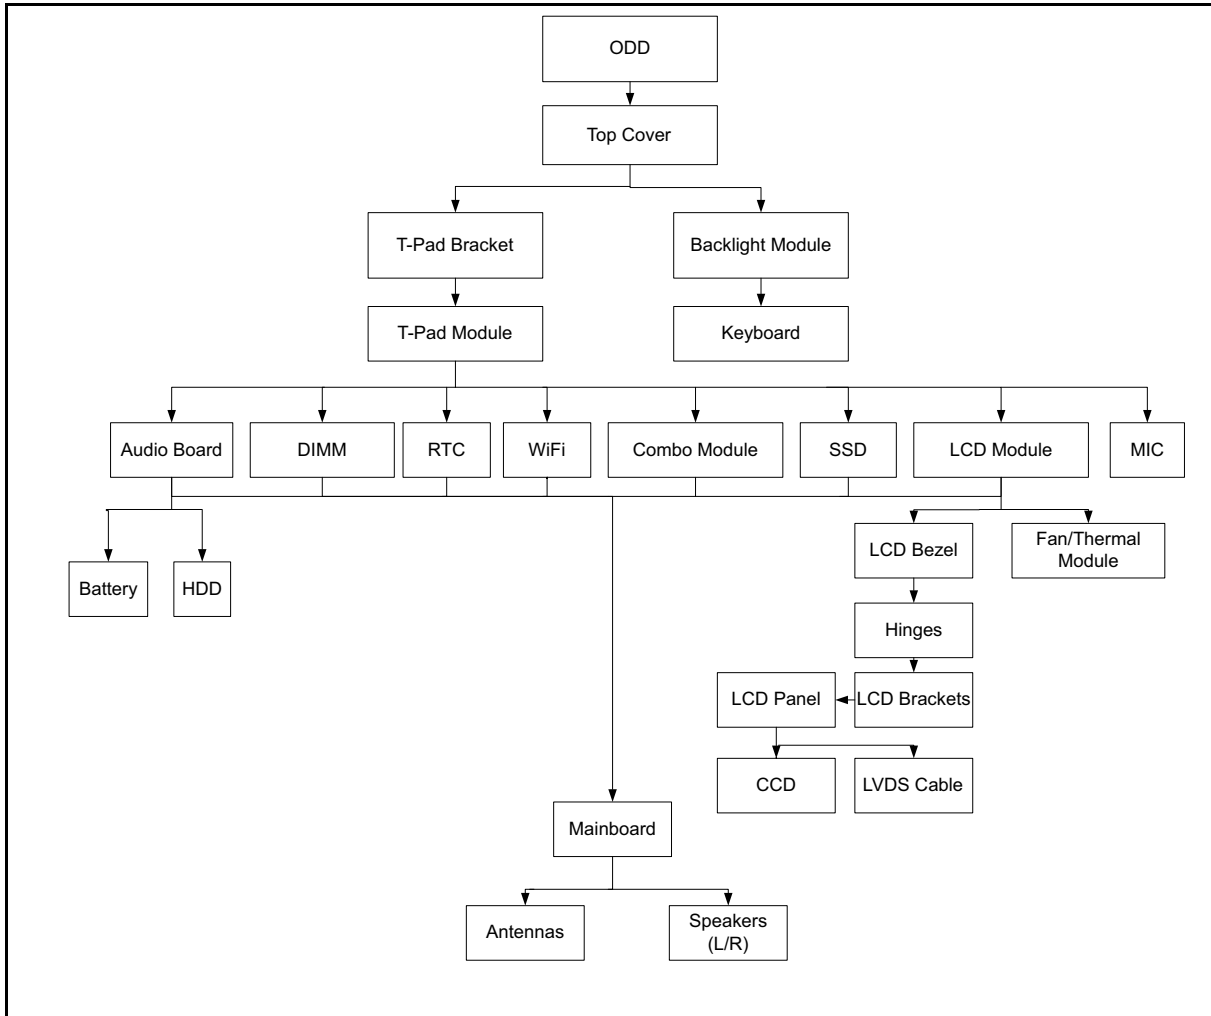 ODD
Top Cover
T-Pad Bracket
Backlight Module
T-Pad Module
Keyboard
Audio Board
DIMM
RTC
WiFi
Combo Module
SSD
LCD Module
MIC
LCD Bezel
Fan/Thermal
Module
Battery
HDD
Hinges
LCD Panel
LCD Brackets
CCD
LVDS Cable
Mainboard
Antennas
Speakers
(L/R)